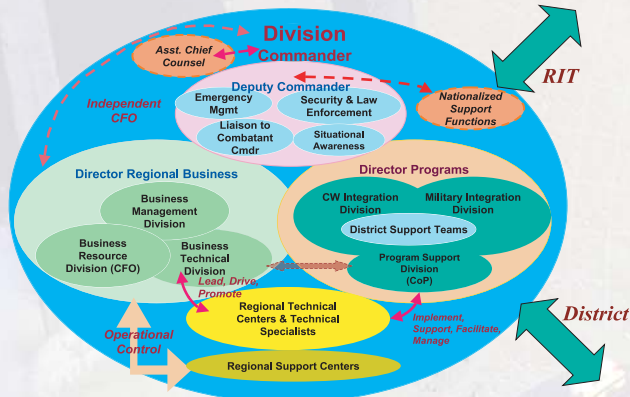 Division
Commander
Asst. Chief
Counsel
RIT
Deputy Commander
Emergency
Mgmt
Security & Law
Enforcement
Nationalized
Support
Functions
Independent
CFO
Liaison to
Combatant
Cmdr
Situational
Awareness
Director Regional Business
Director Programs
Business
Management
Division
CW Integration
Division
Military Integration
Division
District Support Teams
Business
Resource
Division (CFO)
Business
Technical
Division
Program Support
Division
(CoP)
Lead, Drive,
Promote
Regional Technical
Centers & Technical
Specialists
Implement,
Support, Facilitate,
Manage
District
Operational
Control
Regional Support Centers